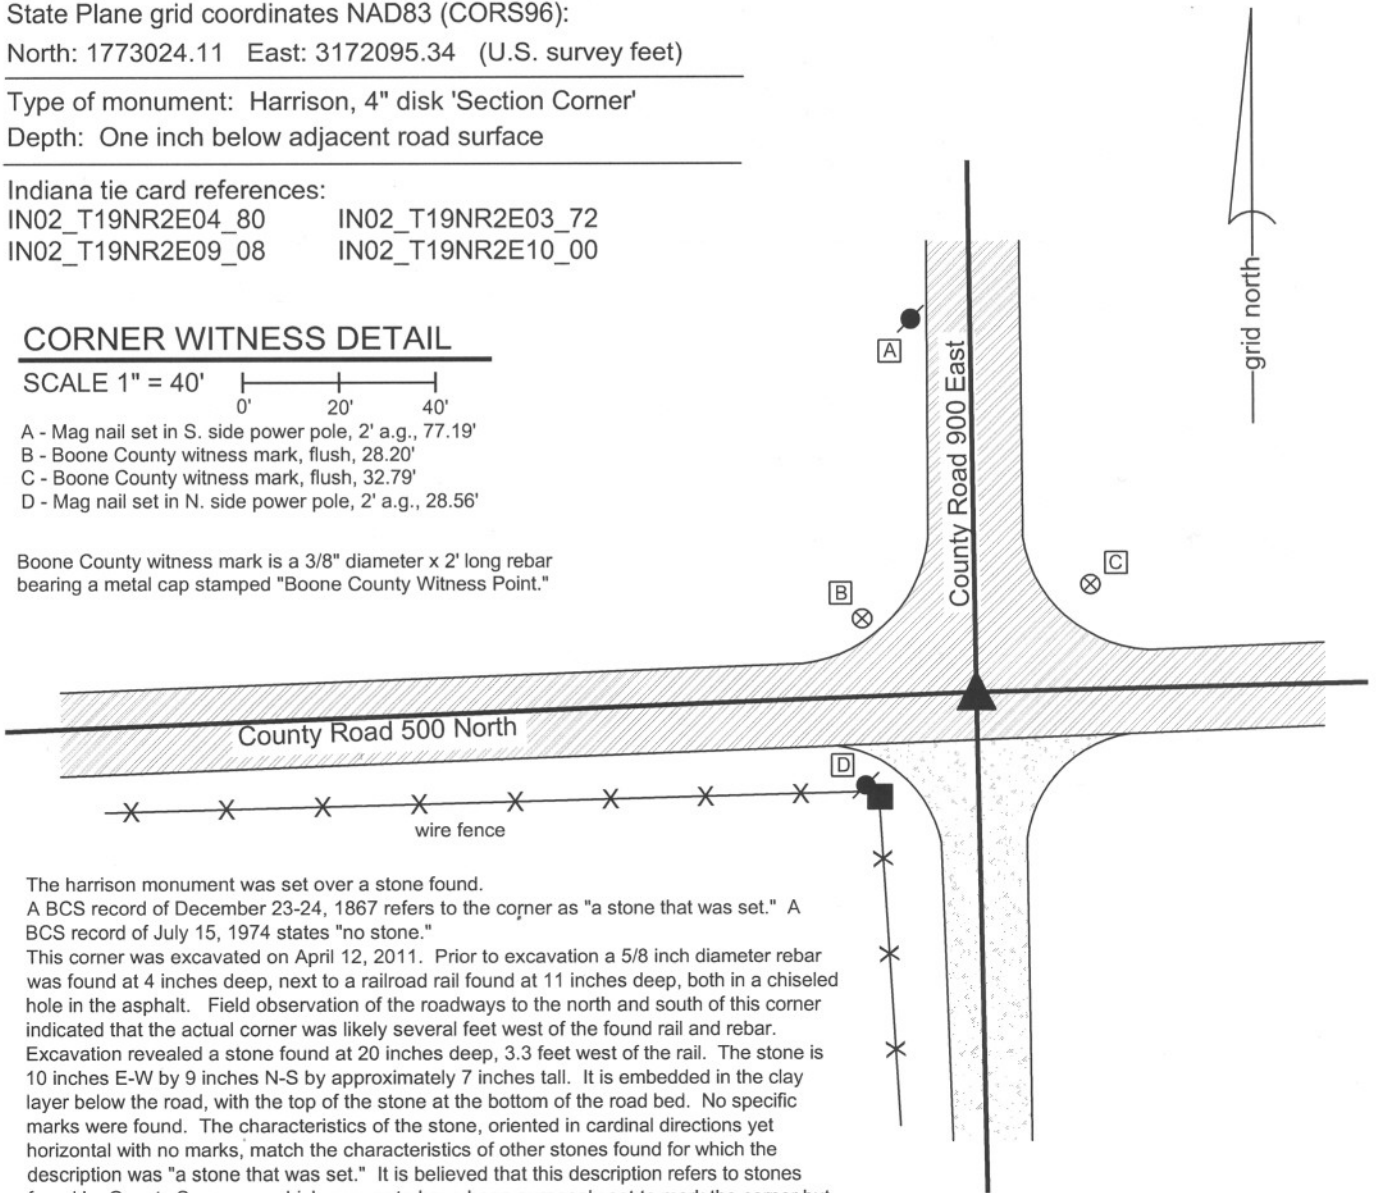 State Plane grid coordinates NAD83 (CORS96):
North: 1773024.11 East: 3172095.34 (U.S. survey feet)
Type of monument: Harrison, 4" disk 'Section Corner'
Depth: One inch below adjacent road surface
Indiana tie card references:
IN02_T19NR2E04_80 IN02_T19NR2E03_72
IN02_T19NR2E09_08 IN02_T19NR2E10_00
CORNER WITNESS DETAIL
SCALE 1" = 40'
0' 20' 40'
A - Mag nail set in S. side power pole, 2' a.g., 77.19'
B - Boone County witness mark, flush, 28.20'
C - Boone County witness mark, flush, 32.79'
D - Mag nail set in N. side power pole, 2' a.g., 28.56'
Boone County witness mark is a 3/8" diameter x 2' long rebar
bearing a metal cap stamped "Boone County Witness Point."
grid north
A
County Road 900 East
B
C
County Road 500 North
D
wire fence
The harrison monument was set over a stone found.
A BCS record of December 23-24, 1867 refers to the corner as "a stone that was set." A
BCS record of July 15, 1974 states "no stone."
This corner was excavated on April 12, 2011. Prior to excavation a 5/8 inch diameter rebar
was found at 4 inches deep, next to a railroad rail found at 11 inches deep, both in a chiseled
hole in the asphalt. Field observation of the roadways to the north and south of this corner
indicated that the actual corner was likely several feet west of the found rail and rebar.
Excavation revealed a stone found at 20 inches deep, 3.3 feet west of the rail. The stone is
10 inches E-W by 9 inches N-S by approximately 7 inches tall. It is embedded in the clay
layer below the road, with the top of the stone at the bottom of the road bed. No specific
marks were found. The characteristics of the stone, oriented in cardinal directions yet
horizontal with no marks, match the characteristics of other stones found for which the
description was "a stone that was set." It is believed that this description refers to stones